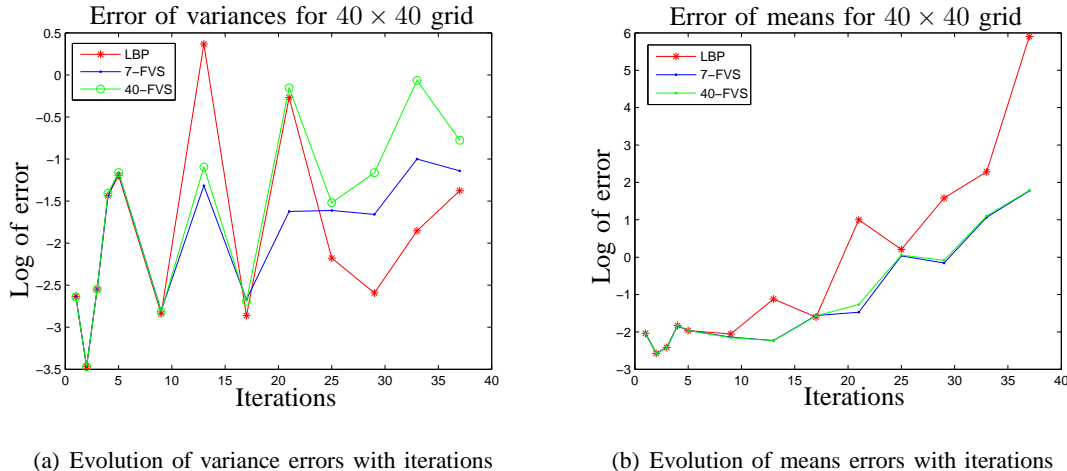 Error of variances for 40 × 40 grid
0.5
0
−0.5
−1
−1.5
−2
−2.5
−3
−3.5
Log of error
LBP
7−FVS
40−FVS
0 5 10 15 20 25 30 35 40
Iterations
(a) Evolution of variance errors with iterations
Error of means for 40 × 40 grid
6
5
4
3
2
1
0
−1
−2
−3
Log of error
LBP
7−FVS
40−FVS
0 5 10 15 20 25 30 35 40
Iterations
(b) Evolution of means errors with iterations